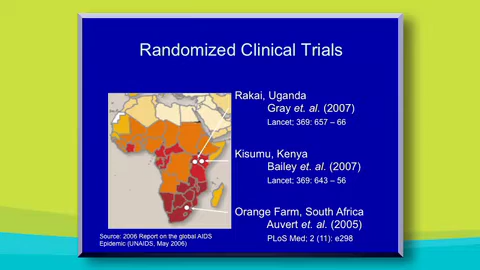 Randomized Clinical Trials
Rakai, Uganda
Gray et. al. (2007)
Lancet; 369: 657 – 66
Kisumu, Kenya
Bailey et. al. (2007)
Lancet; 369: 643 – 56
Orange Farm, South Africa
Auvert et. al. (2005)
PLoS Med; 2 (11): e298
Source: 2006 Report on the global AIDS
Epidemic (UNAIDS, May 2006)